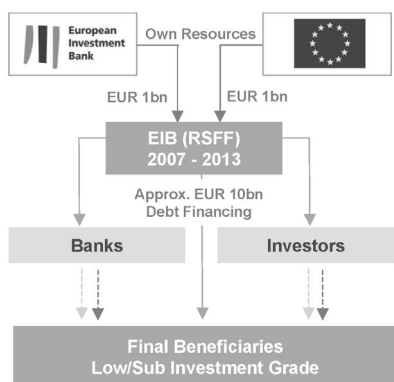 European
Investment
Bank
Own Resources
EUR 1bn
EUR 1bn
EIB (RSFF)
2007 - 2013
Approx. EUR 10bn
Debt Financing
Banks
Investors
Final Beneficiaries
Low/Sub Investment Grade